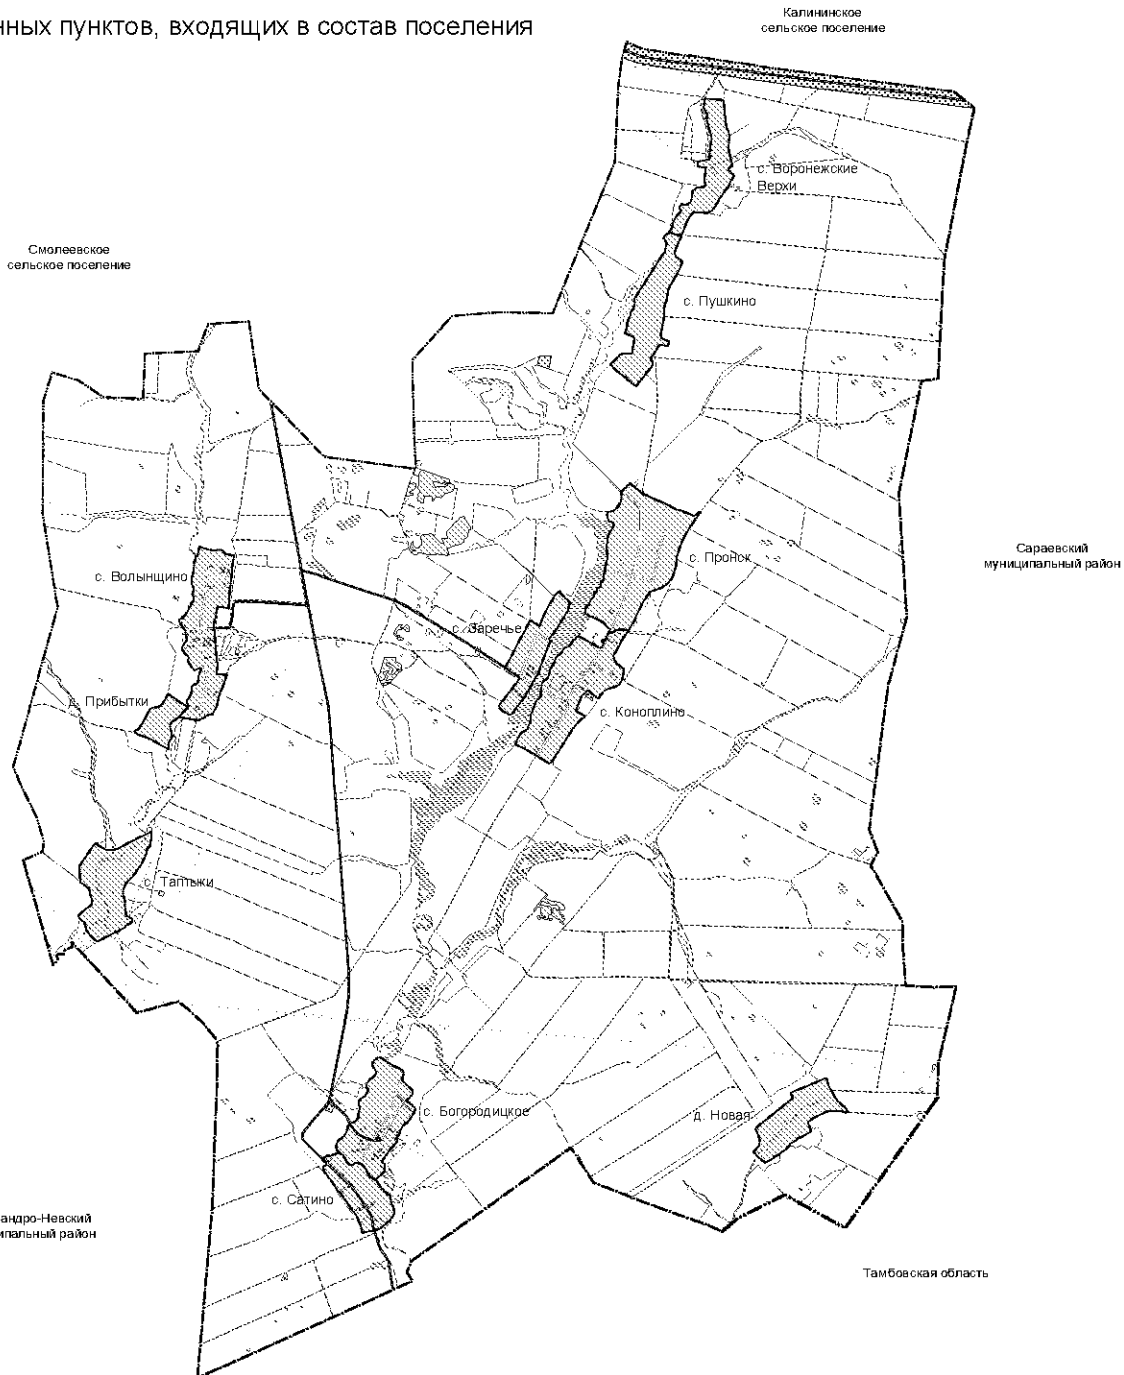 нных пунктов, входящих в состав поселения
Калининское
сельское поселение
с. Воронежские
Верхи
Смолеевское
сельское поселение
с. Пушкино
с. Пронск
Сараевский
муниципальный район
с. Волынщино
с. Заречье
д. Прибытки
с. Коноплино
с. Таптыки
с. Богородицкое
д. Новая
с. Сатино
андро-Невский
ипальный район
Тамбовская область